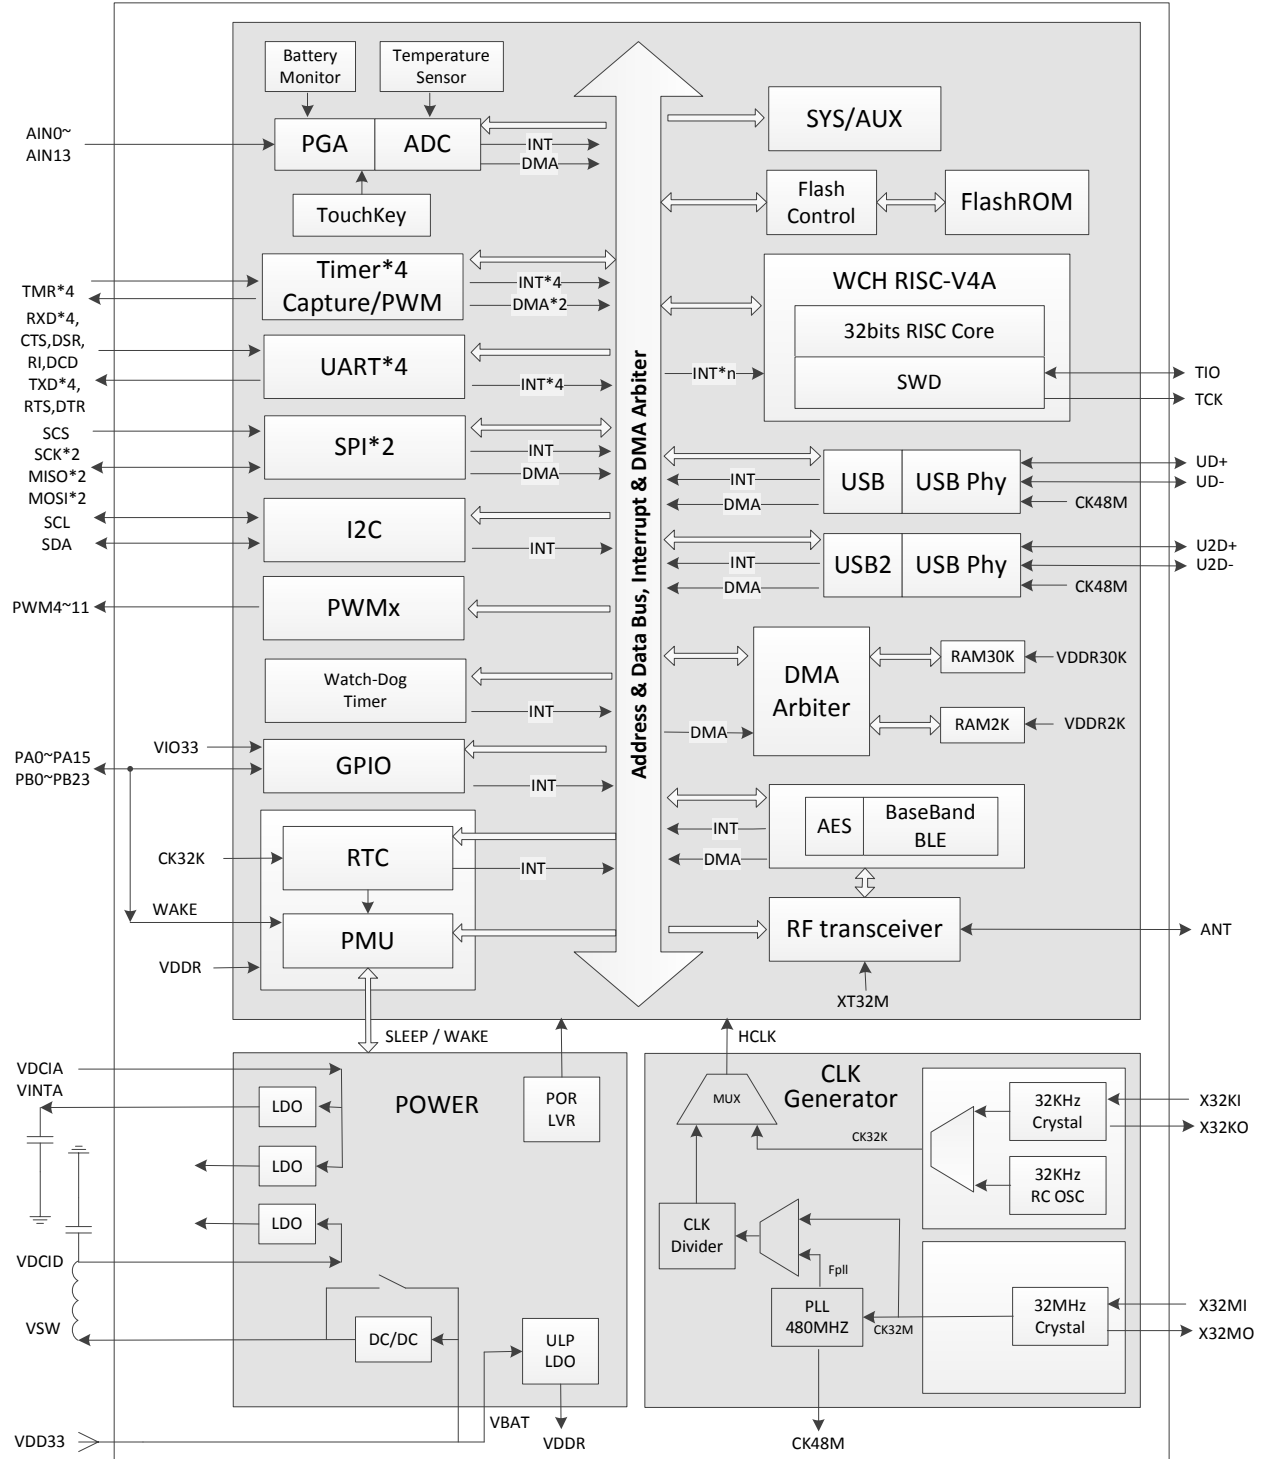 Battery
Monitor
Temperature
Sensor
AIN0~
AIN13
PGA
ADC
INT
DMA
TouchKey
TMR*4
Timer*4
Capture/PWM
INT*4
DMA*2
RXD*4,
CTS,DSR,
RI,DCD
TXD*4,
RTS,DTR
UART*4
INT*4
SCS
SCK*2
MISO*2
MOSI*2
SPI*2
INT
DMA
SCL
SDA
I2C
INT
PWM4~11
PWMx
Watch-Dog
Timer
INT
VIO33
PA0~PA15
PB0~PB23
GPIO
INT
CK32K
RTC
INT
WAKE
PMU
VDDR
Address & Data Bus, Interrupt & DMA Arbiter
SYS/AUX
Flash
Control
FlashROM
WCH RISC-V4A
32bits RISC Core
INT*n
SWD
TIO
TCK
INT
DMA
USB
USB Phy
UD+
UD-
CK48M
INT
DMA
USB2
USB Phy
U2D+
U2D-
CK48M
DMA
Arbiter
DMA
RAM30K
VDDR30K
RAM2K
VDDR2K
INT
DMA
AES
BaseBand
BLE
RF transceiver
ANT
XT32M
SLEEP / WAKE
HCLK
VDCIA
VINTA
LDO
LDO
LDO
POWER
POR
LVR
VDCID
VSW
DC/DC
ULP
LDO
VBAT
VDD33
VDDR
CLK
Generator
MUX
CK32K
32KHz
Crystal
32KHz
RC OSC
X32KI
X32KO
CLK
Divider
Fpll
PLL
480MHZ
CK32M
32MHz
Crystal
X32MI
X32MO
CK48M